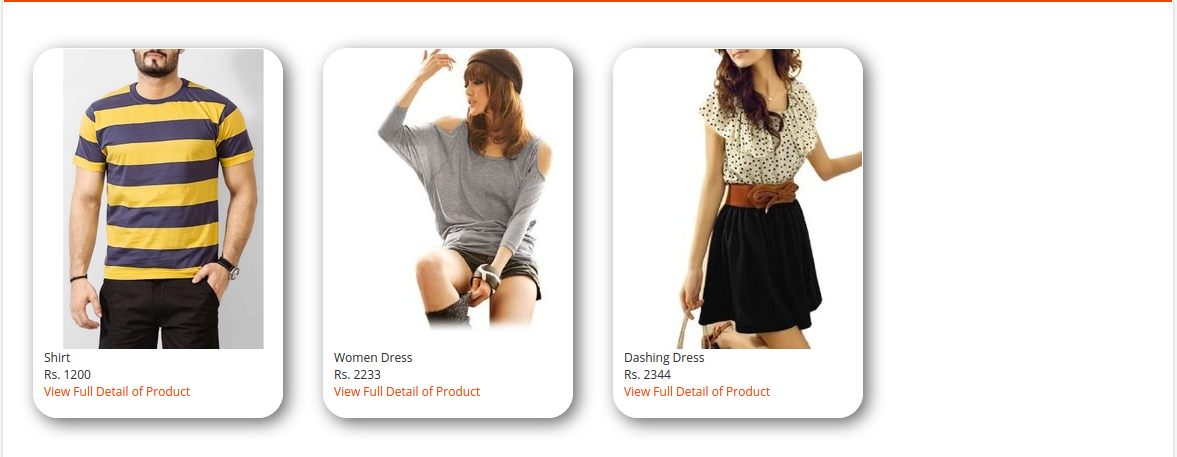 Shirt
Rs. 1200
View Full Detail of Product
Women Dress
Rs. 2233
View Full Detail of Product
Dashing Dress
Rs. 2344
View Full Detail of Product